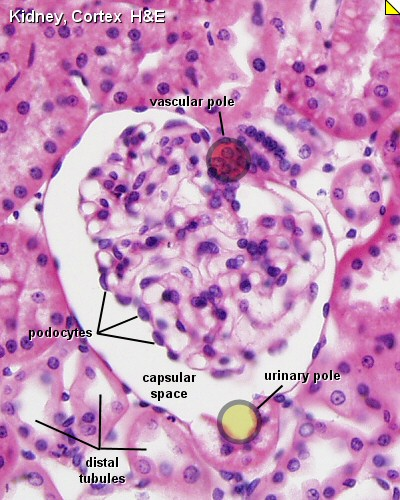 Kidney, Cortex H&E
vascular pole
podocytes
capsular
space
urinary pole
distal
tubules